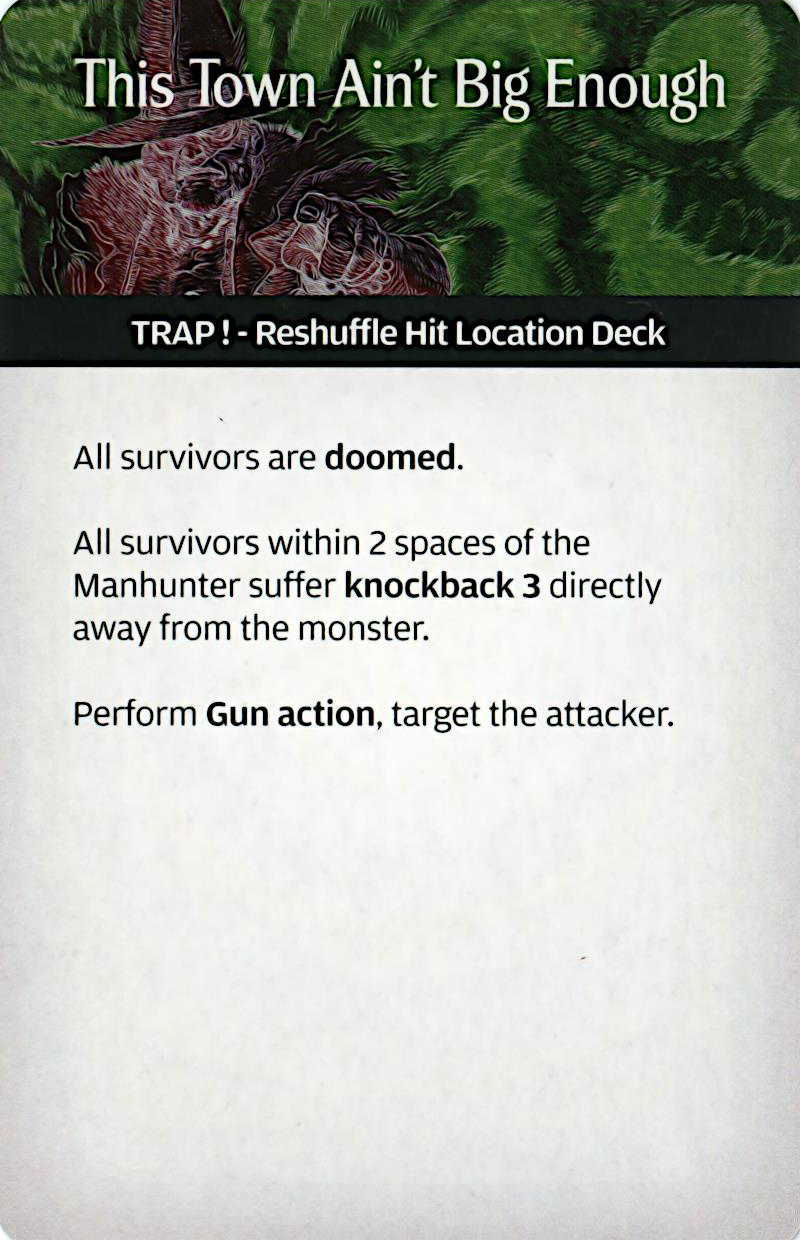 This Town Ain't Big Enough
TRAP! - Reshuffle Hit Location Deck
All survivors are doomed.
All survivors within 2 spaces of the
Manhunter suffer knockback 3 directly
away from the monster.
Perform Gun action, target the attacker.